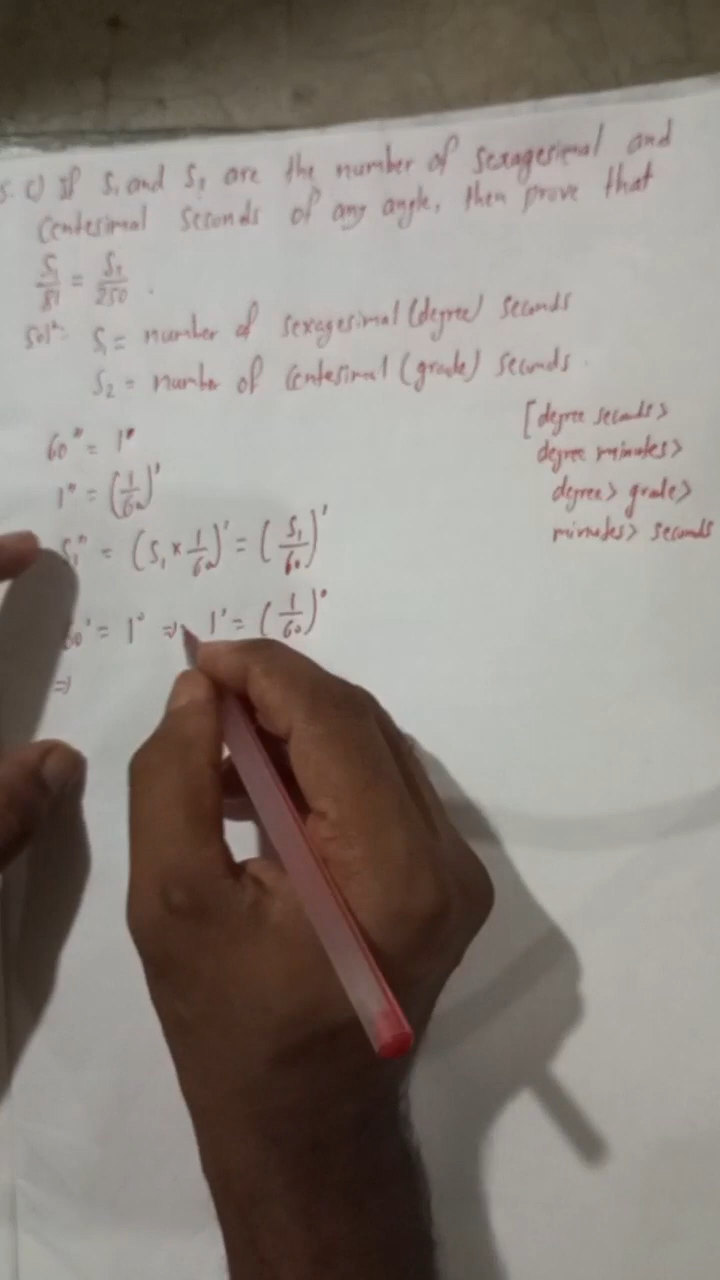 5. c) If S₁ and S₂ are the number of sexagesimal and
Centesimal Seconds of any angle, then prove that
S₁/81 = S₂/250 .
Solⁿ: S₁ = number of sexagesimal (degree) seconds
S₂ = number of Centesimal (grade) seconds.
60" = 1'
1" = (1/60)'
S₁" = (S₁ × 1/60)' = (S₁/60)'
60' = 1° ⇒ 1' = (1/60)°
⇒
[degree seconds>
degree minutes>
degree> grade>
minutes> seconds